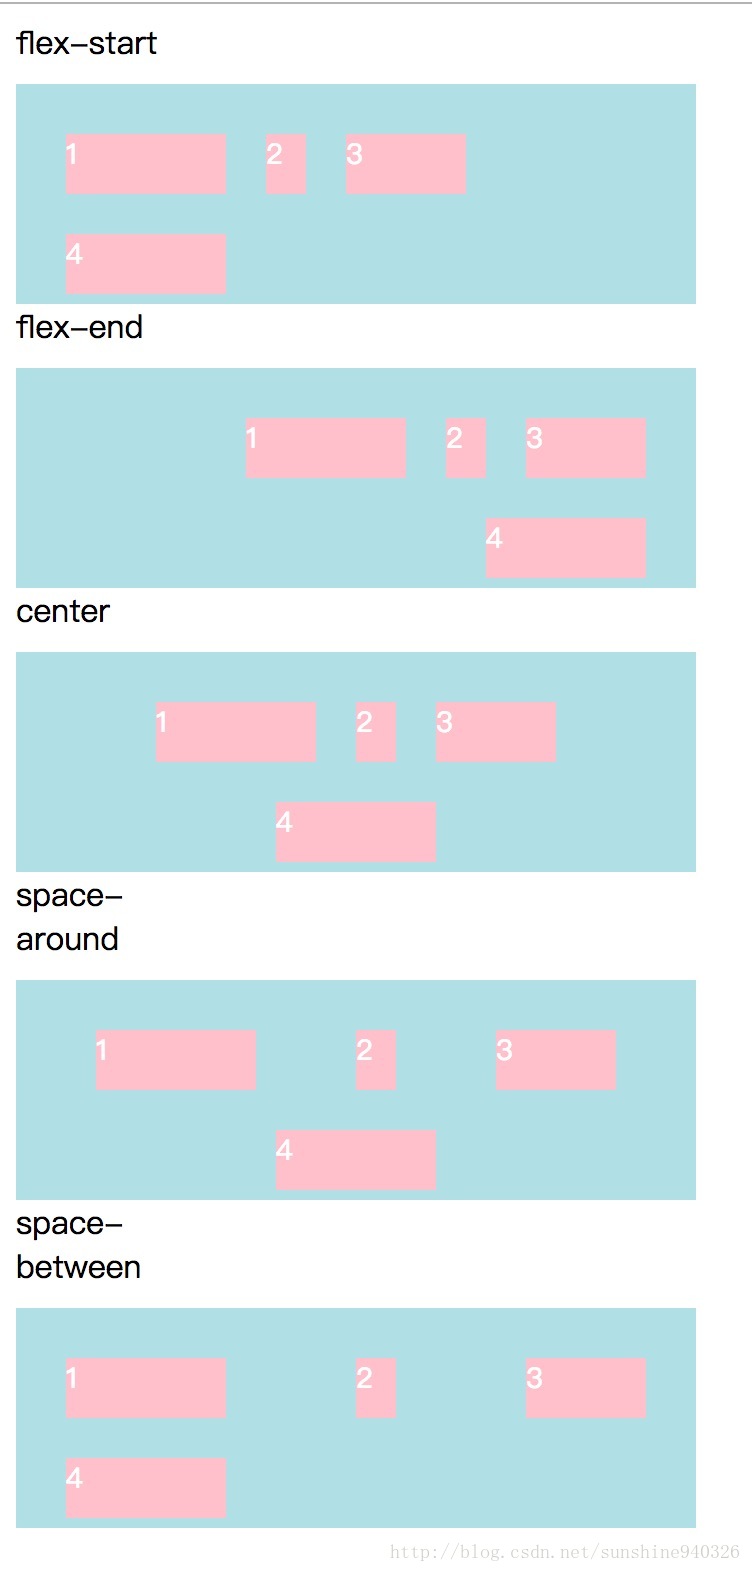 flex-start
1 2 3
4
flex-end
1 2 3
4
center
1 2 3
4
space-
around
1 2 3
4
space-
between
1 2 3
4
http://blog.csdn.net/sunshine940326